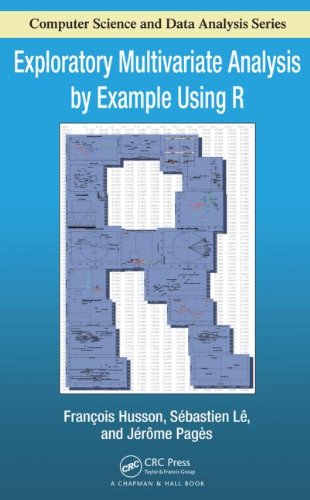 Computer Science and Data Analysis Series
Exploratory Multivariate Analysis
by Example Using R
François Husson, Sébastien Lê,
and Jérôme Pagès
CRC
CRC Press
Taylor & Francis Group
A CHAPMAN & HALL BOOK